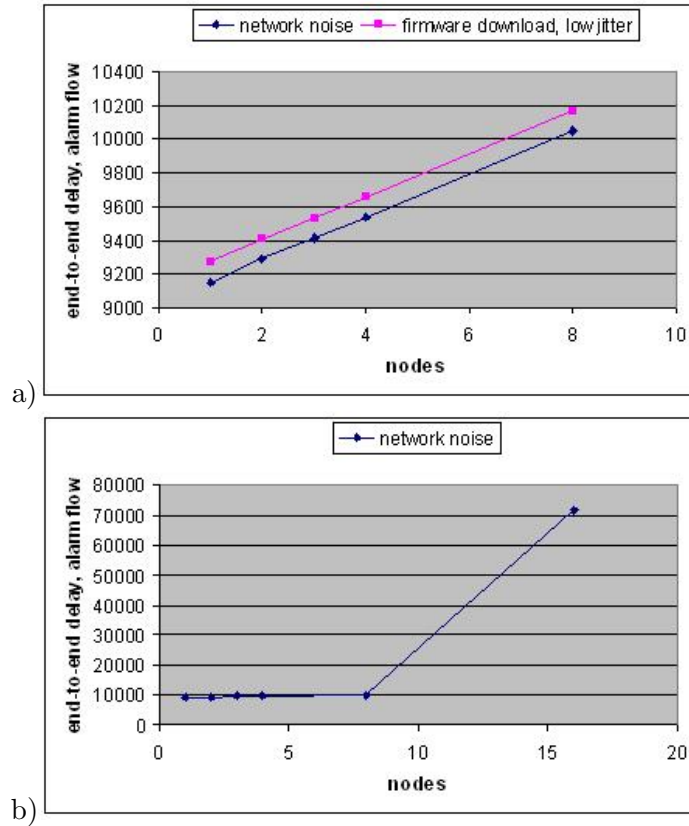 network noise firmware download, low jitter
end-to-end delay, alarm flow
10400
10200
10000
9800
9600
9400
9200
9000
0 2 4 6 8 10
nodes
a)
network noise
end-to-end delay, alarm flow
80000
70000
60000
50000
40000
30000
20000
10000
0
0 5 10 15 20
nodes
b)